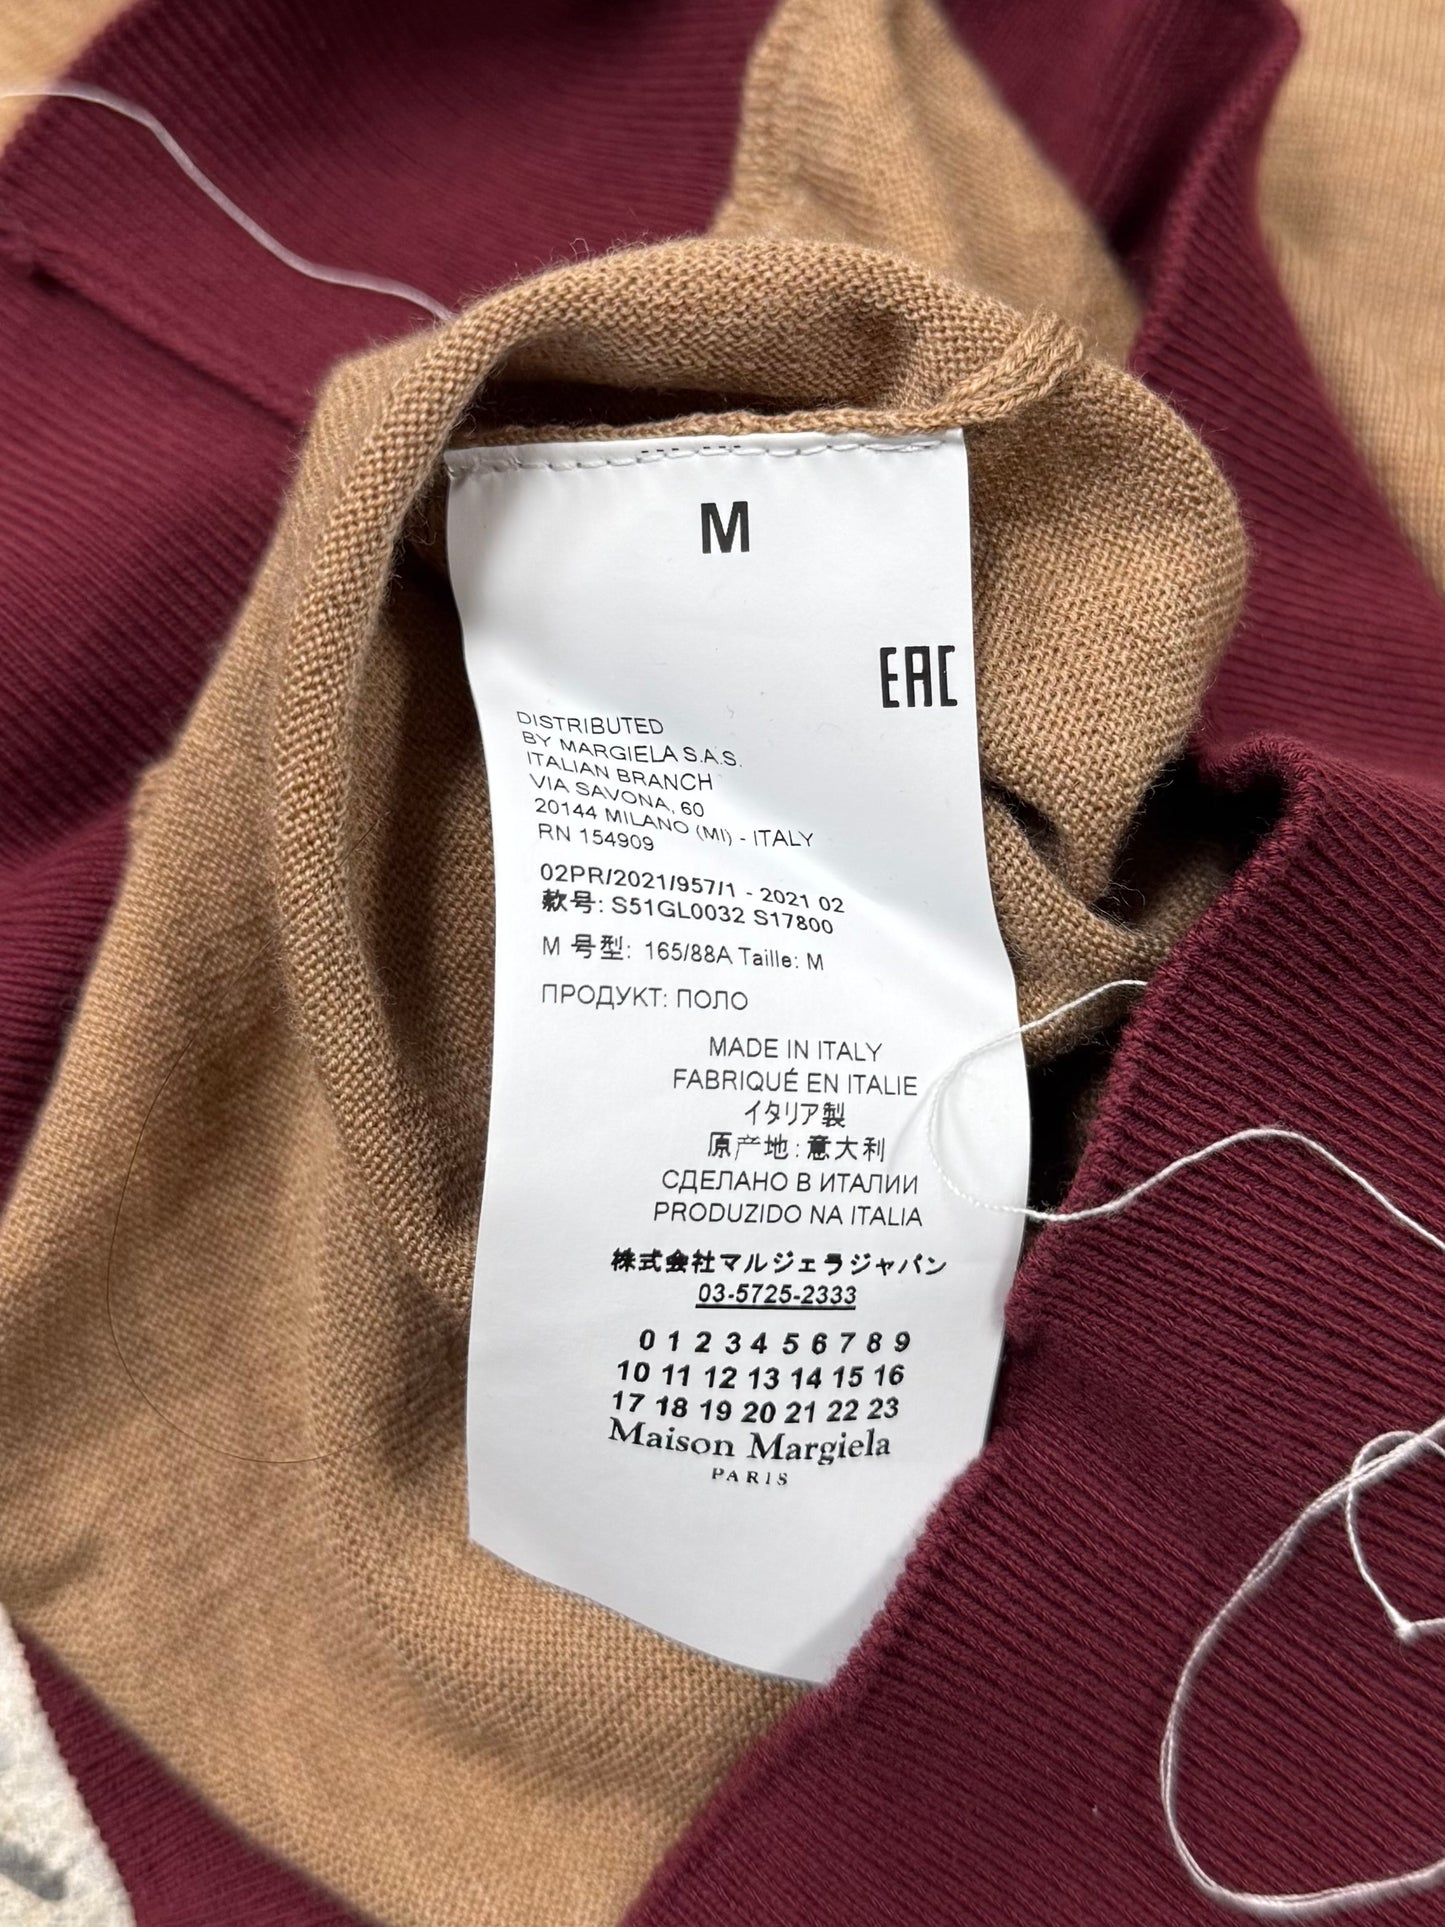 M
EAC
DISTRIBUTED
BY MARGIELA S.A.S.
ITALIAN BRANCH
VIA SAVONA, 60
20144 MILANO (MI) - ITALY
RN 154909
02PR/2021/957/1 - 2021 02
款号: S51GL0032 S17800
M 号型: 165/88A Taille: M
ПРОДУКТ: ПОЛО
MADE IN ITALY
FABRIQUÉ EN ITALIE
イタリア製
原产地: 意大利
СДЕЛАНО В ИТАЛИИ
PRODUZIDO NA ITALIA
株式会社マルジェラジャパン
03-5725-2333
0 1 2 3 4 5 6 7 8 9
10 11 12 13 14 15 16
17 18 19 20 21 22 23
Maison Margiela
PARIS